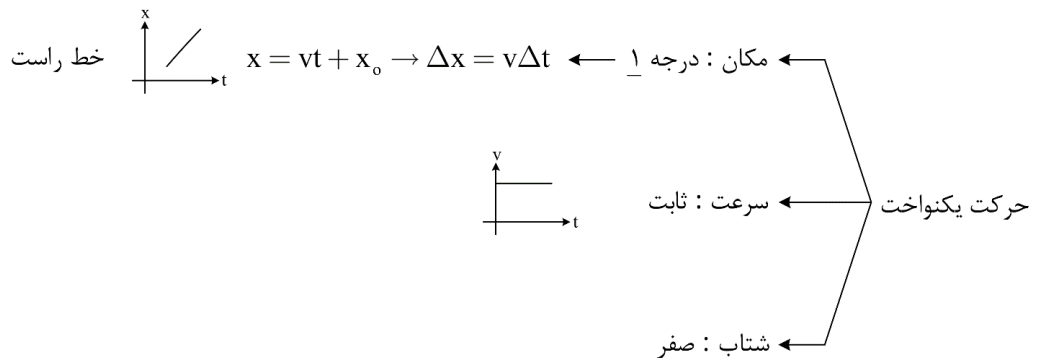 حرکت یکنواخت
مکان : درجه ۱ ← x = vt + x₀ → Δx = vΔt خط راست
x
t
سرعت : ثابت
v
t
شتاب : صفر